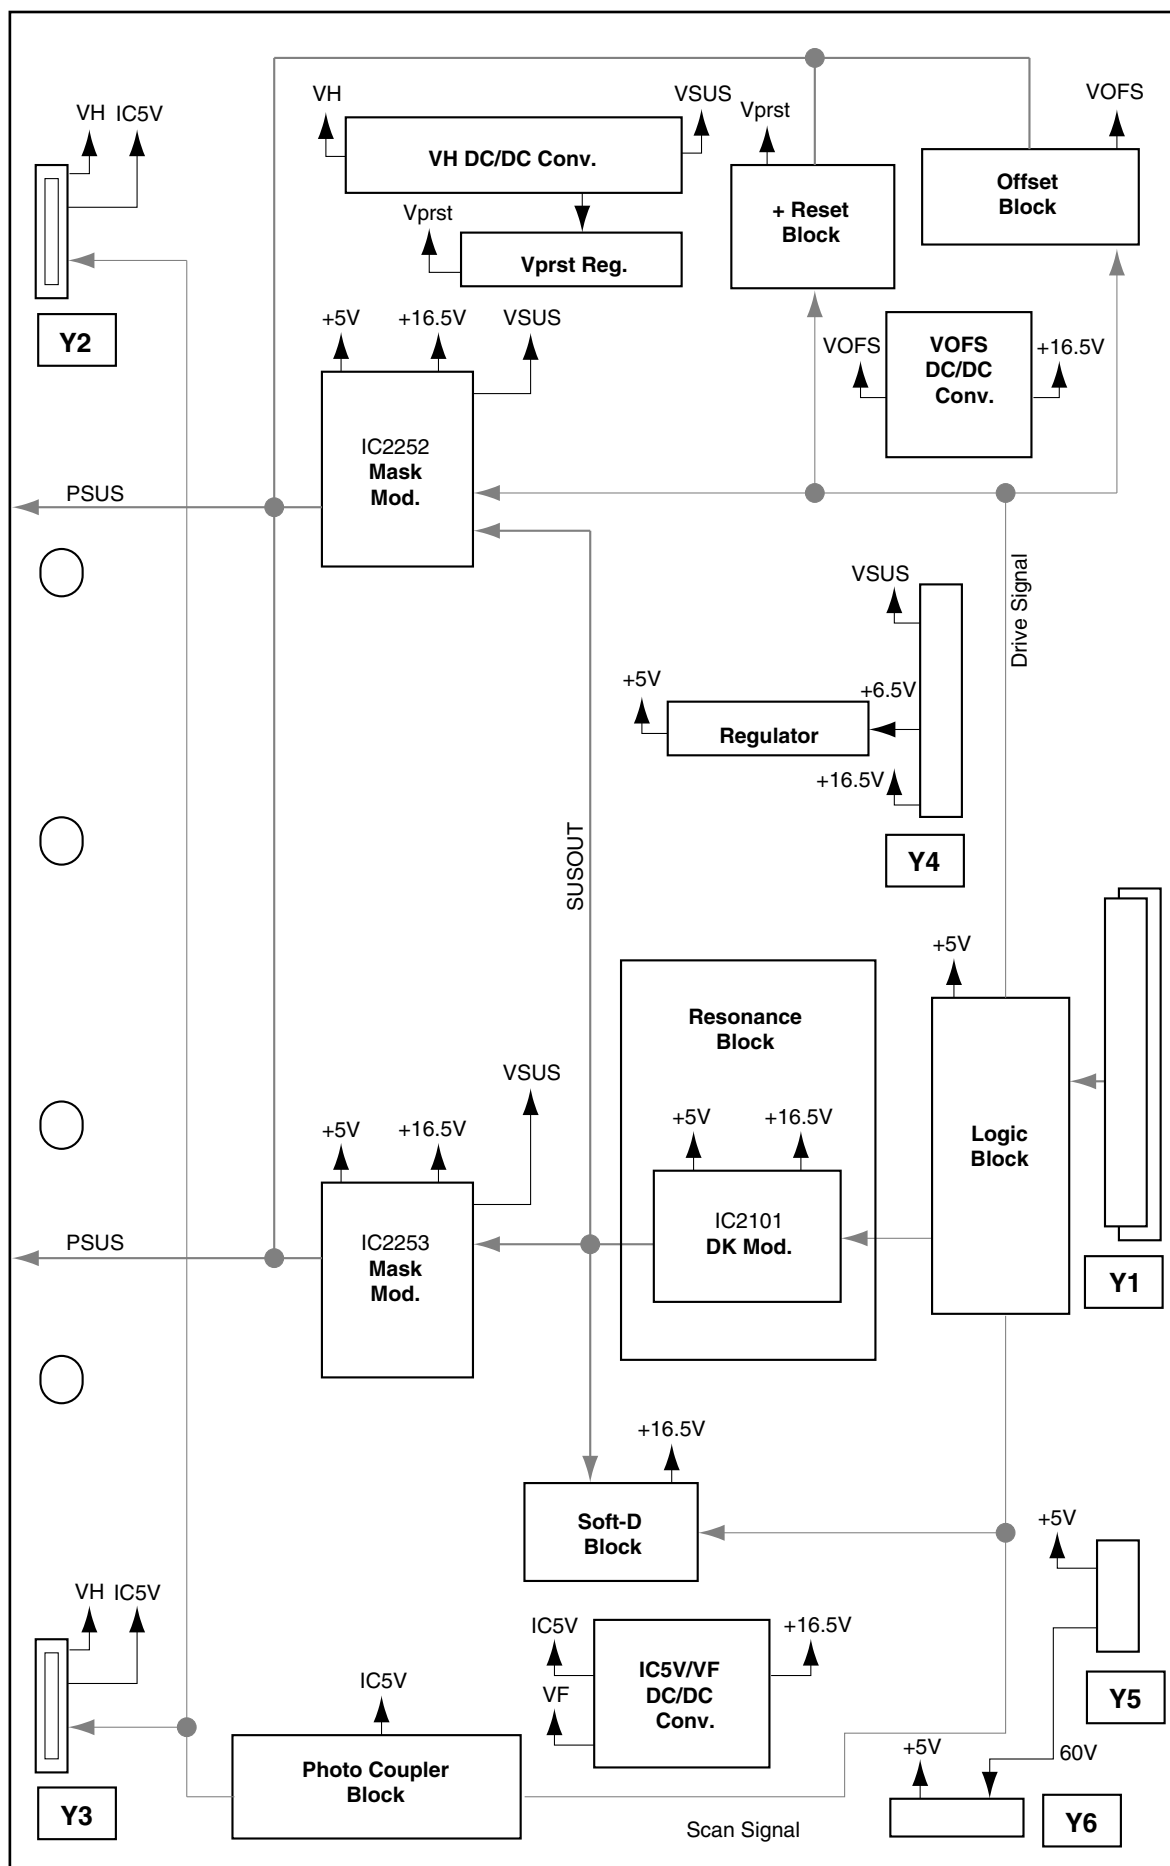 VH IC5V
Y2
VH
VSUS
VH DC/DC Conv.
Vprst
Vprst Reg.
Vprst
+ Reset
Block
VOFS
Offset
Block
VOFS
VOFS
DC/DC
Conv.
+16.5V
+5V
+16.5V
VSUS
IC2252
Mask
Mod.
PSUS
Drive Signal
VSUS
+6.5V
+16.5V
+5V
Regulator
Y4
SUSOUT
+5V
Logic
Block
Y1
Resonance
Block
+5V
+16.5V
IC2101
DK Mod.
VSUS
+5V
+16.5V
IC2253
Mask
Mod.
PSUS
+16.5V
Soft-D
Block
+5V
Y5
VH IC5V
Y3
IC5V
Photo Coupler
Block
IC5V
VF
IC5V/VF
DC/DC
Conv.
+16.5V
+5V
60V
Y6
Scan Signal